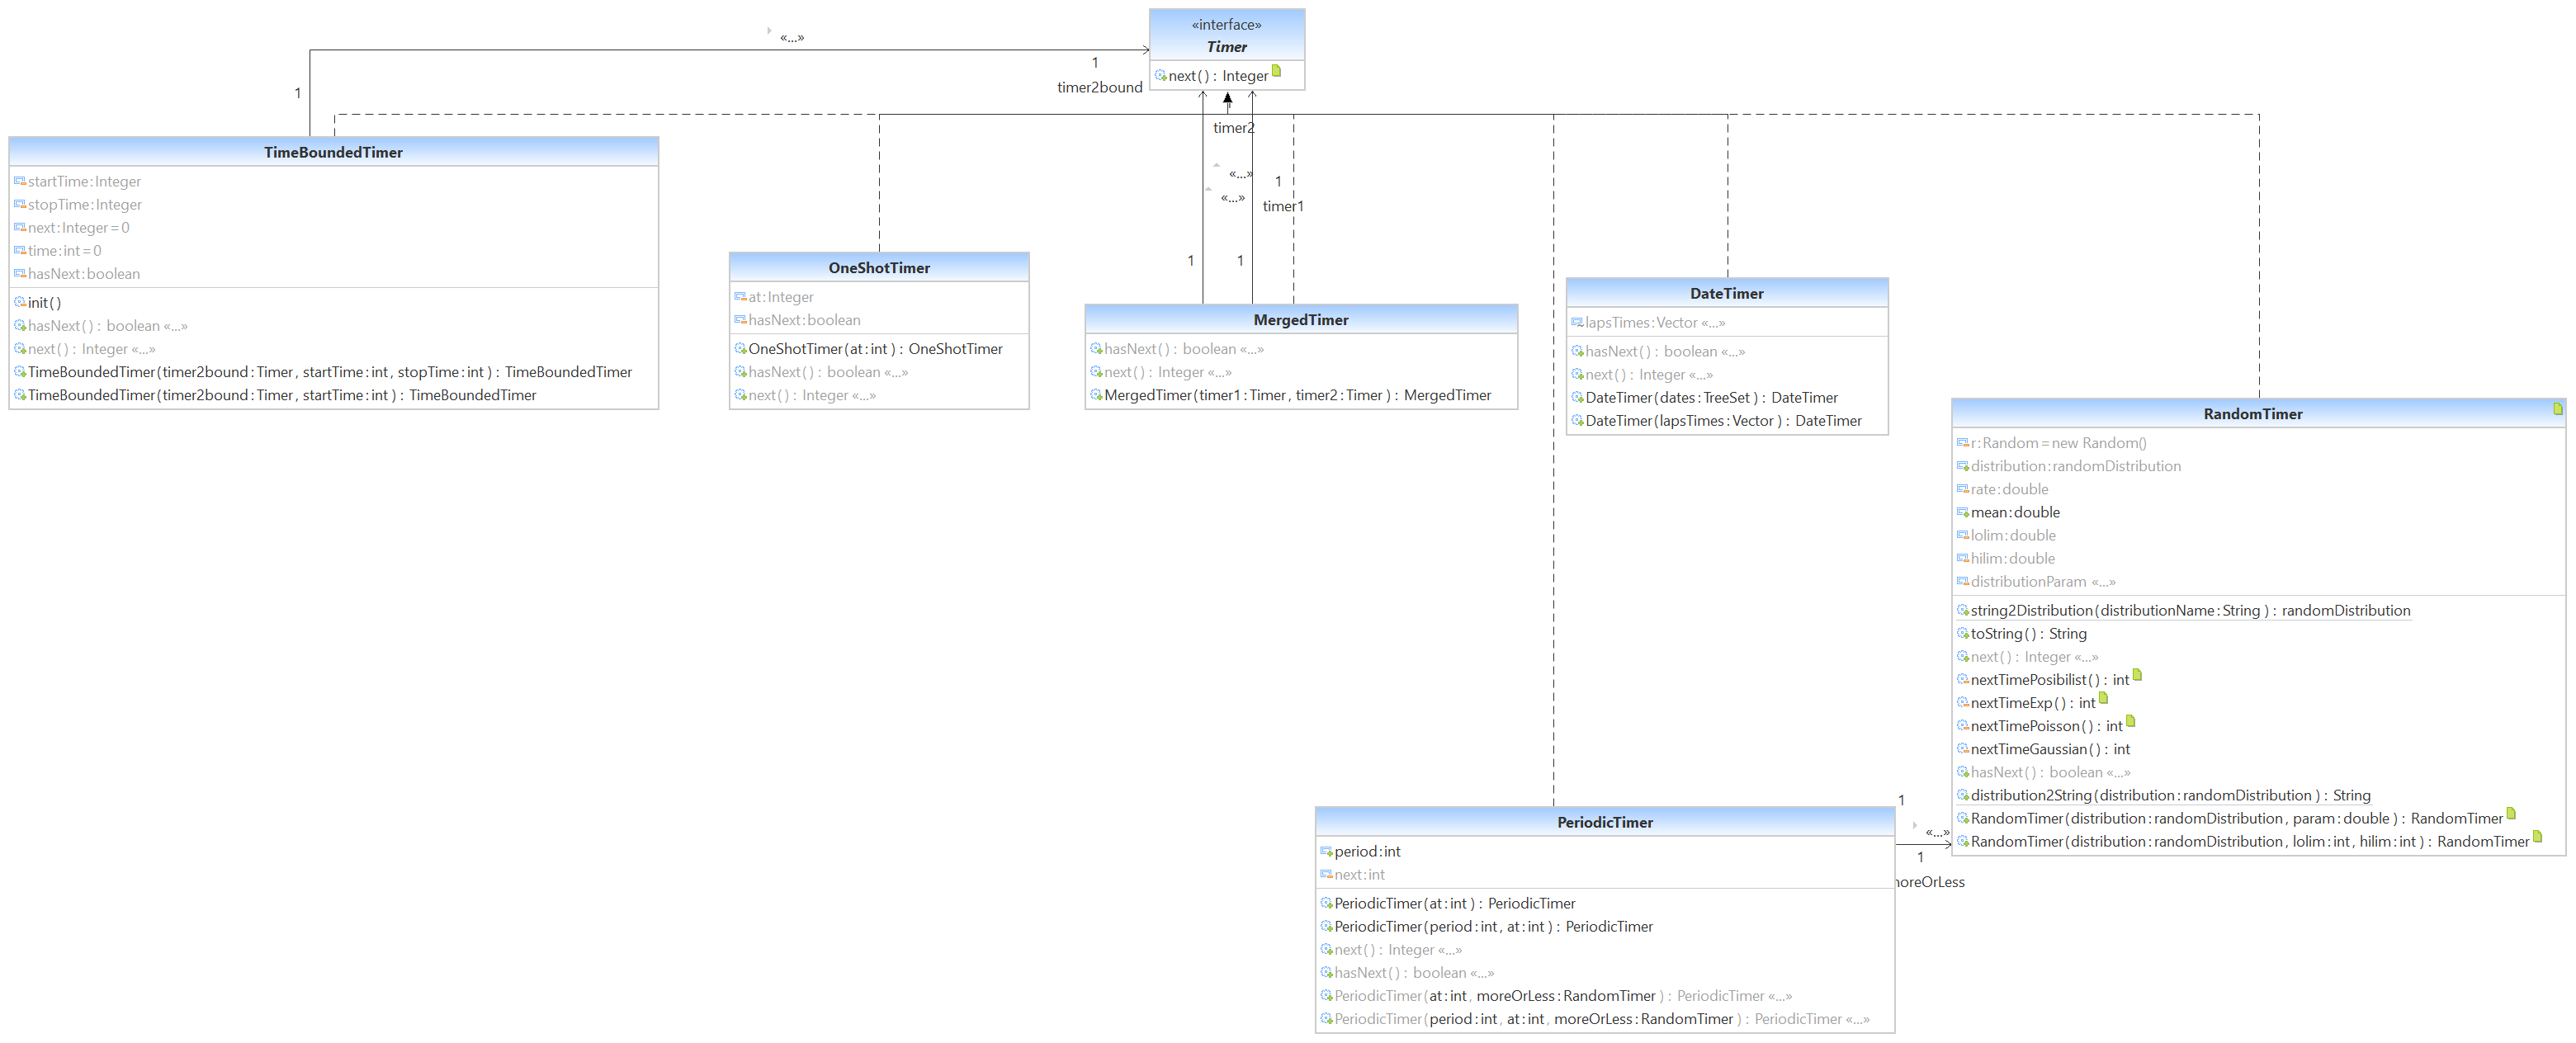 «interface»
Timer
next() : Integer
«...»
1
timer2bound
1
timer2
«...»
1
«...»
timer1
1
1
TimeBoundedTimer
startTime:Integer
stopTime:Integer
next:Integer=0
time:int=0
hasNext:boolean
init()
hasNext() : boolean «...»
next() : Integer «...»
TimeBoundedTimer(timer2bound:Timer, startTime:int, stopTime:int) : TimeBoundedTimer
TimeBoundedTimer(timer2bound:Timer, startTime:int) : TimeBoundedTimer
OneShotTimer
at:Integer
hasNext:boolean
OneShotTimer(at:int) : OneShotTimer
hasNext() : boolean «...»
next() : Integer «...»
MergedTimer
hasNext() : boolean «...»
next() : Integer «...»
MergedTimer(timer1:Timer, timer2:Timer) : MergedTimer
DateTimer
lapsTimes:Vector «...»
hasNext() : boolean «...»
next() : Integer «...»
DateTimer(dates:TreeSet) : DateTimer
DateTimer(lapsTimes:Vector) : DateTimer
RandomTimer
r:Random=new Random()
distribution:randomDistribution
rate:double
mean:double
lolim:double
hilim:double
distributionParam «...»
string2Distribution(distributionName:String) : randomDistribution
toString() : String
next() : Integer «...»
nextTimePosibilist() : int
nextTimeExp() : int
nextTimePoisson() : int
nextTimeGaussian() : int
hasNext() : boolean «...»
distribution2String(distribution:randomDistribution) : String
RandomTimer(distribution:randomDistribution, param:double) : RandomTimer
RandomTimer(distribution:randomDistribution, lolim:int, hilim:int) : RandomTimer
PeriodicTimer
period:int
next:int
PeriodicTimer(at:int) : PeriodicTimer
PeriodicTimer(period:int, at:int) : PeriodicTimer
next() : Integer «...»
hasNext() : boolean «...»
PeriodicTimer(at:int, moreOrLess:RandomTimer) : PeriodicTimer «...»
PeriodicTimer(period:int, at:int, moreOrLess:RandomTimer) : PeriodicTimer «...»
1
«...»
1